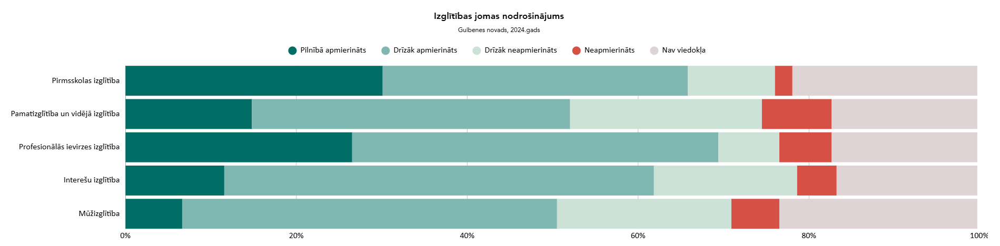 Izglītības jomas nodrošinājums
Gulbenes novads, 2024.gads
Pilnībā apmierināts Drīzāk apmierināts Drīzāk neapmierināts Neapmierināts Nav viedokļa
Pirmsskolas izglītība
Pamatizglītība un vidējā izglītība
Profesionālās ievirzes izglītība
Interešu izglītība
Mūžizglītība
0% 20% 40% 60% 80% 100%